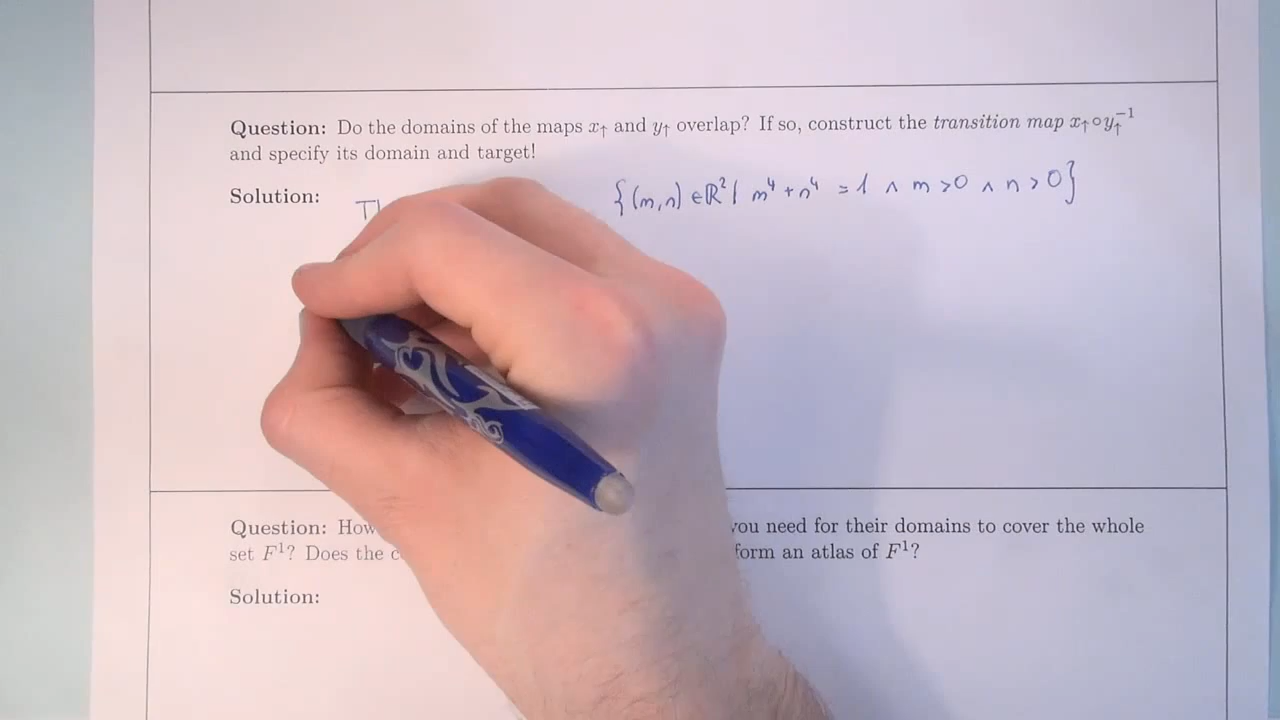 Question: Do the domains of the maps x↑ and y↑ overlap? If so, construct the transition map x↑∘y↑⁻¹
and specify its domain and target!
Solution: Th {(m,n) ∈ ℝ² | m⁴ + n⁴ = 1 ∧ m > 0 ∧ n > 0}
Question: How you need for their domains to cover the whole
set F¹? Does the form an atlas of F¹?
Solution: